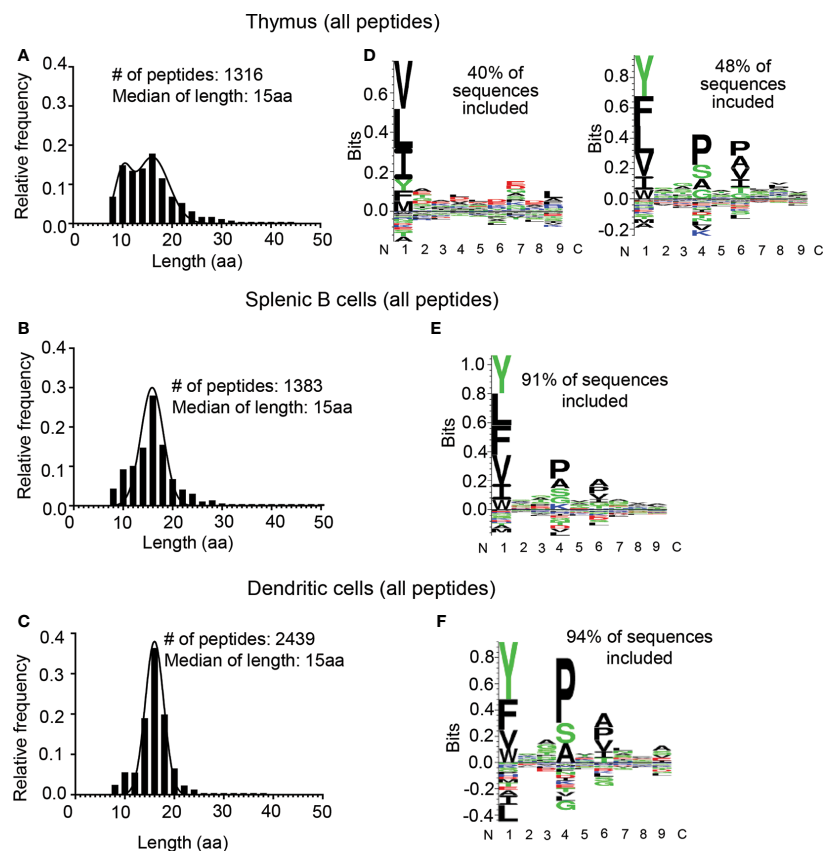 Thymus (all peptides)
A
Relative frequency
0.4
0.3
0.2
0.1
0.0
# of peptides: 1316
Median of length: 15aa
0 10 20 30 40 50
Length (aa)
D
Bits
0.6
0.4
0.2
0.0
40% of
sequences
included
N 1 2 3 4 5 6 7 8 9 C
0.8
0.6
0.4
0.2
0.0
-0.2
48% of
sequences
incuded
N 1 2 3 4 5 6 7 8 9 C
Splenic B cells (all peptides)
B
Relative frequency
0.4
0.3
0.2
0.1
0.0
# of peptides: 1383
Median of length: 15aa
0 10 20 30 40 50
Length (aa)
E
Bits
1.0
0.8
0.6
0.4
0.2
0.0
91% of sequences
included
N 1 2 3 4 5 6 7 8 9 C
Dendritic cells (all peptides)
C
Relative frequency
0.4
0.3
0.2
0.1
0.0
# of peptides: 2439
Median of length: 15aa
0 10 20 30 40 50
Length (aa)
F
Bits
0.8
0.6
0.4
0.2
0.0
-0.2
-0.4
94% of sequences
included
N 1 2 3 4 5 6 7 8 9 C